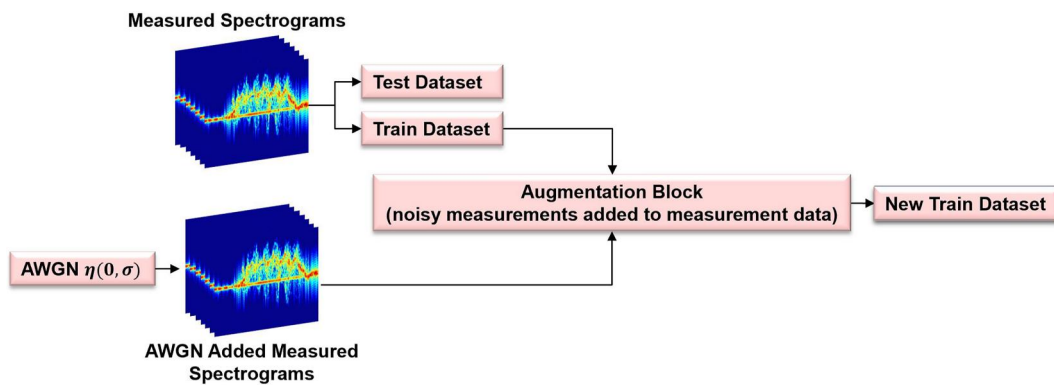 Measured Spectrograms
Test Dataset
Train Dataset
Augmentation Block
(noisy measurements added to measurement data)
New Train Dataset
AWGN η(0, σ)
AWGN Added Measured
Spectrograms